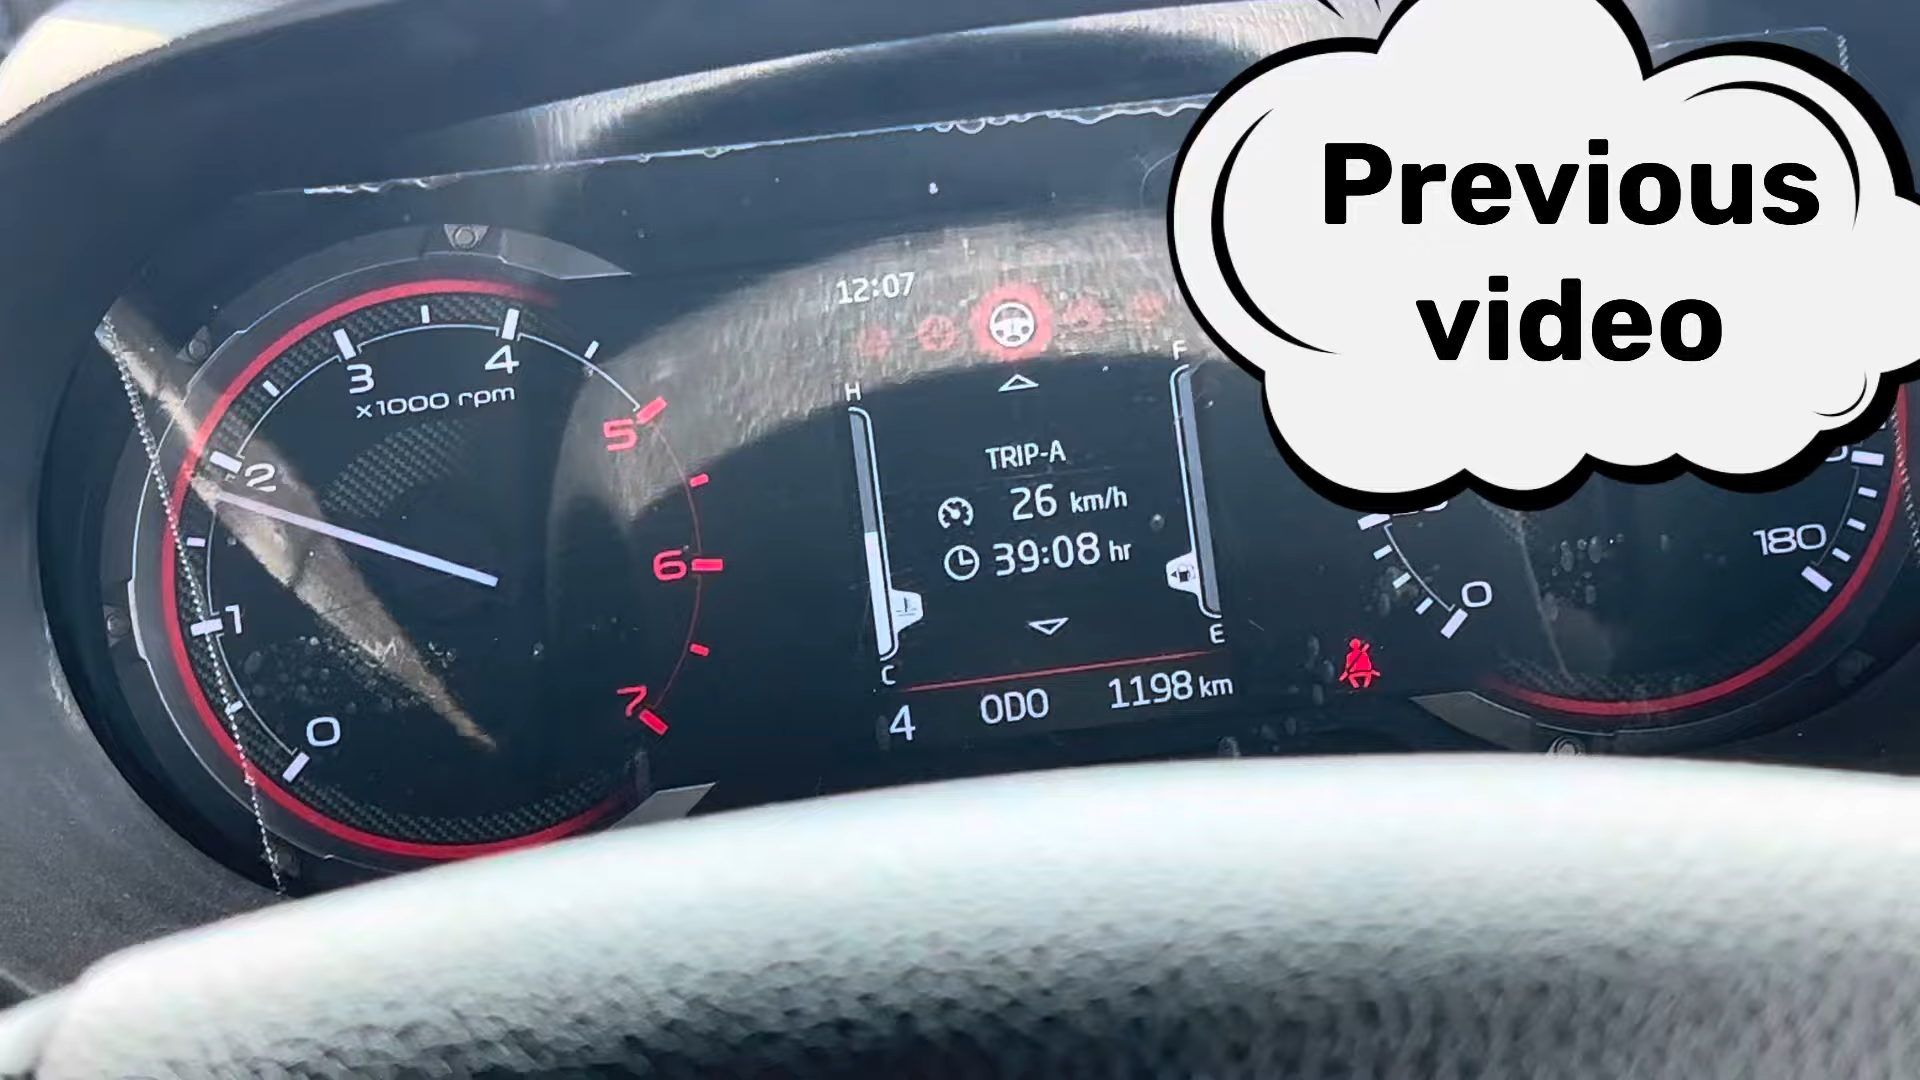 Previous
video
12:07
0
1
2
3
4
5
6
7
x1000 rpm
H
C
F
E
TRIP-A
26 km/h
39:08 hr
4 ODO 1198 km
0
180